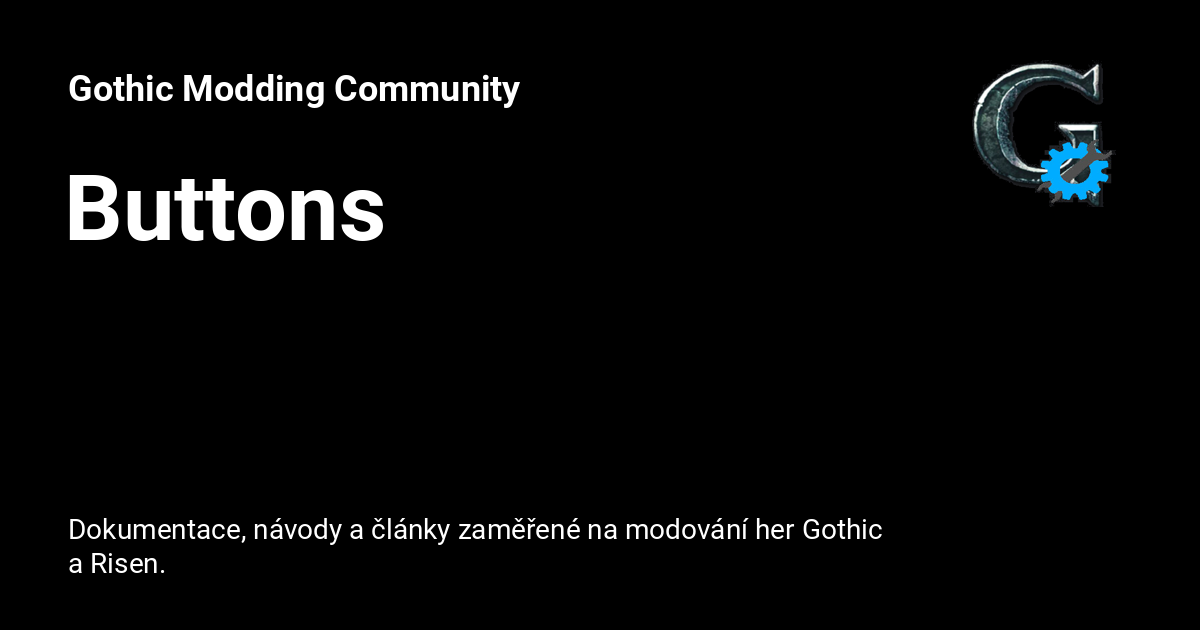 Gothic Modding Community
Buttons
Dokumentace, návody a články zaměřené na modování her Gothic
a Risen.